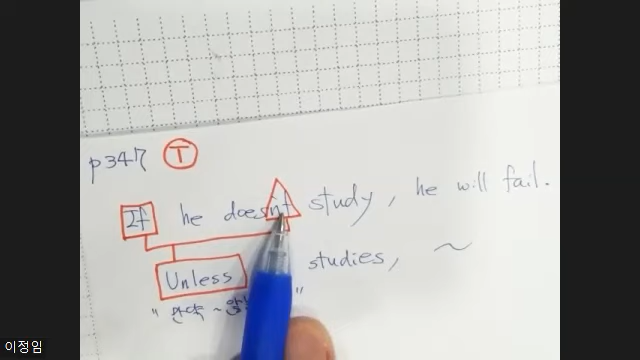 p347 T
If he doesn't study, he will fail.
Unless studies, ~
이정임